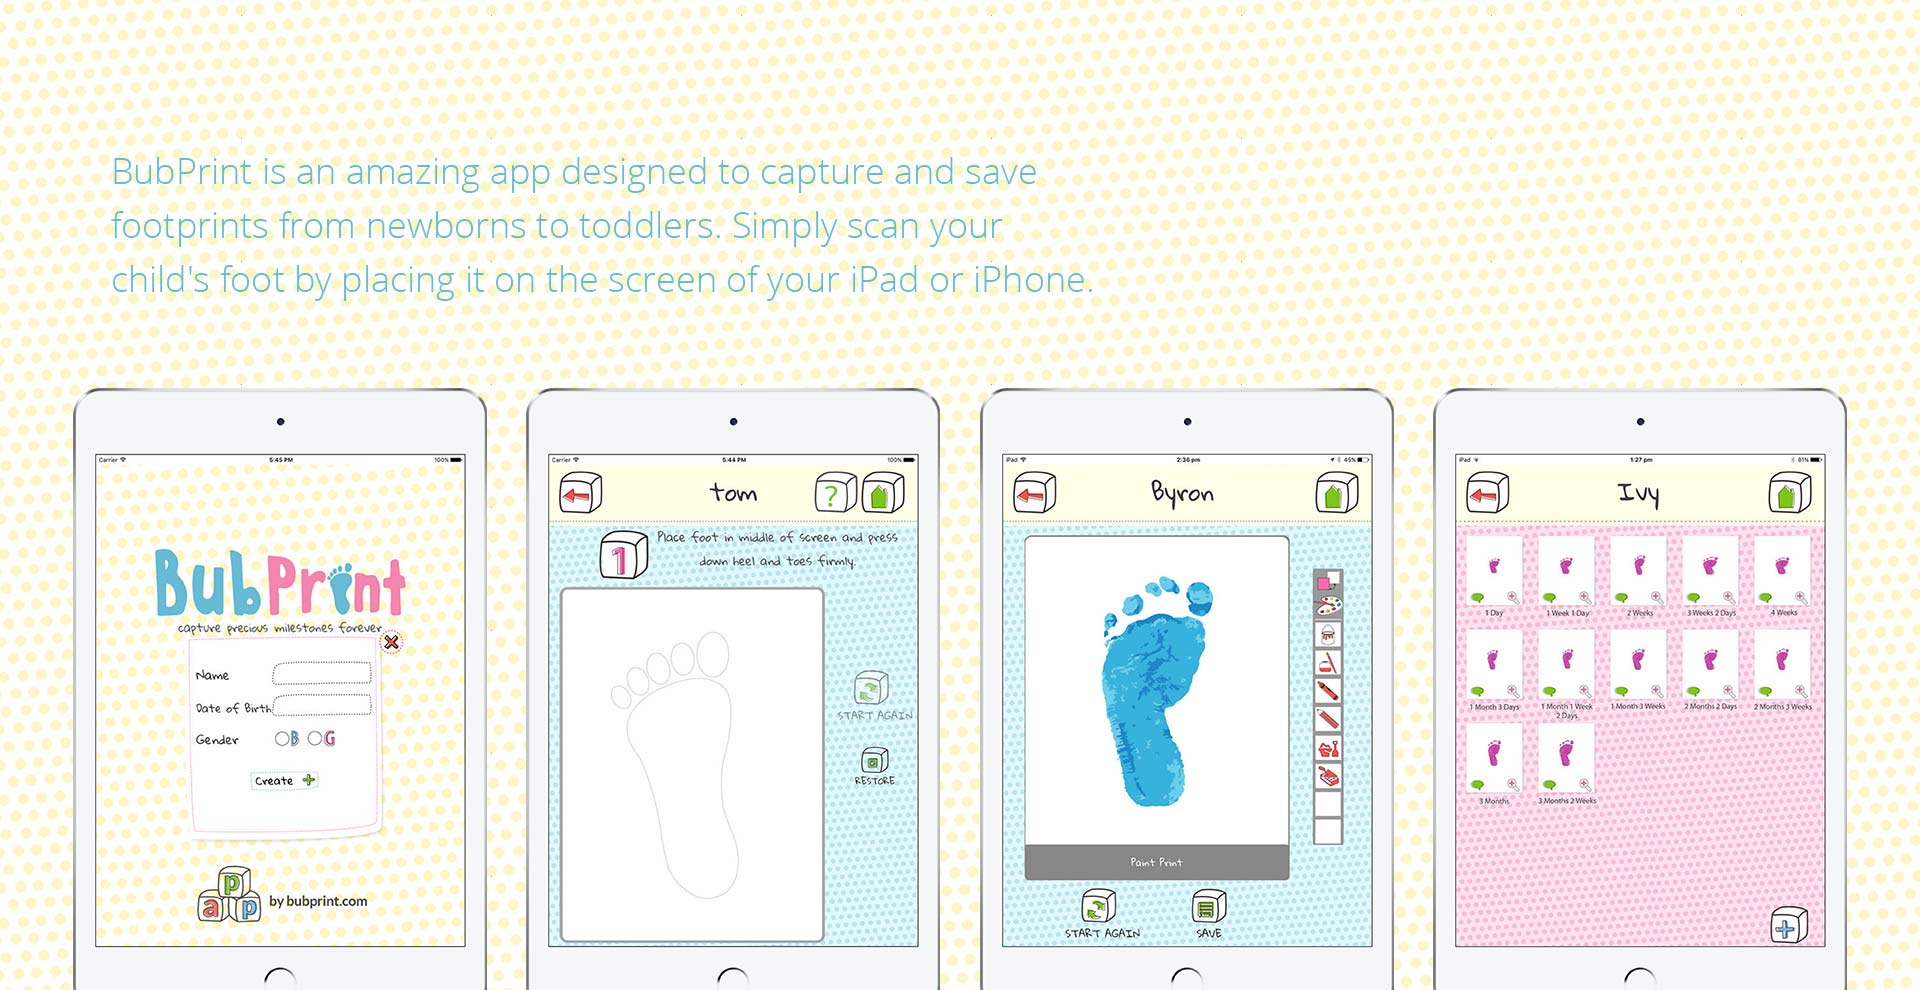 BubPrint is an amazing app designed to capture and save
footprints from newborns to toddlers. Simply scan your
child's foot by placing it on the screen of your iPad or iPhone.
Carrier 5:45 PM 100%
BubPrint
capture precious milestones forever
Name
Date of Birth
Gender B G
Create
p
a p
by bubprint.com
Carrier 5:44 PM 100%
tom
?
1
Place foot in middle of screen and press
down heel and toes firmly.
START AGAIN
RESTORE
iPad 2:36 pm 45%
Byron
Paint Print
START AGAIN SAVE
iPad 1:27 pm 81%
Ivy
1 Day 1 Week 1 Day 2 Weeks 3 Weeks 2 Days 4 Weeks
1 Month 3 Days 1 Month 1 Week 1 Month 3 Weeks 2 Months 2 Days 2 Months 3 Weeks
2 Days
3 Months 3 Months 2 Weeks